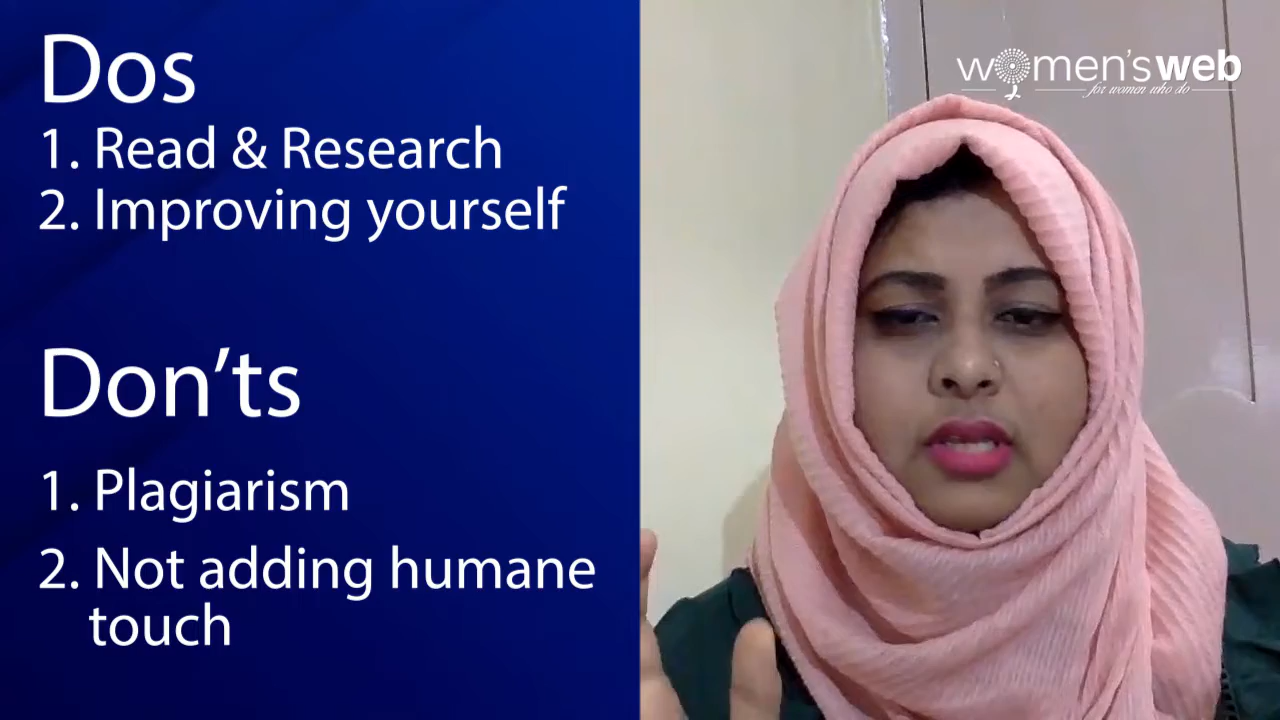 Dos
1. Read & Research
2. Improving yourself
Don'ts
1. Plagiarism
2. Not adding humane
touch
women's web
for women who do